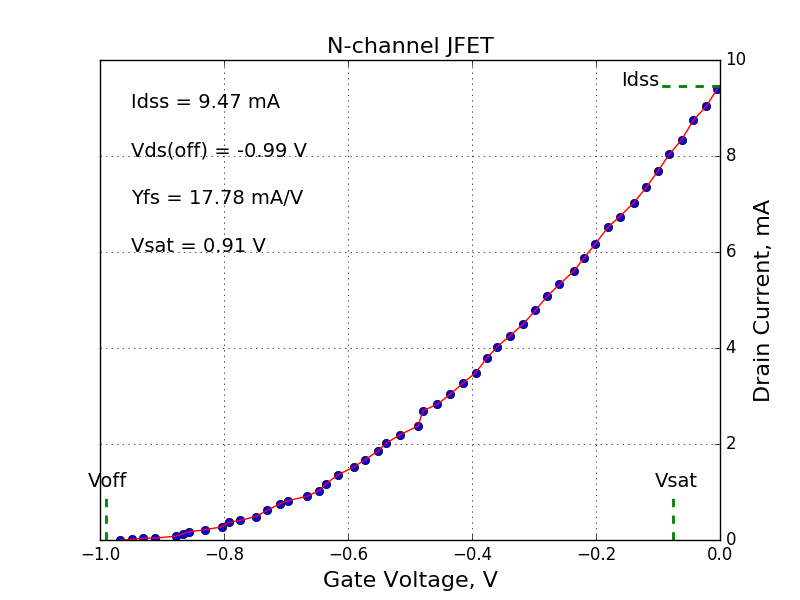 N-channel JFET
Idss = 9.47 mA
Vds(off) = -0.99 V
Yfs = 17.78 mA/V
Vsat = 0.91 V
Idss
Voff
Vsat
10
8
6
4
2
0
Drain Current, mA
−1.0 −0.8 −0.6 −0.4 −0.2 0.0
Gate Voltage, V